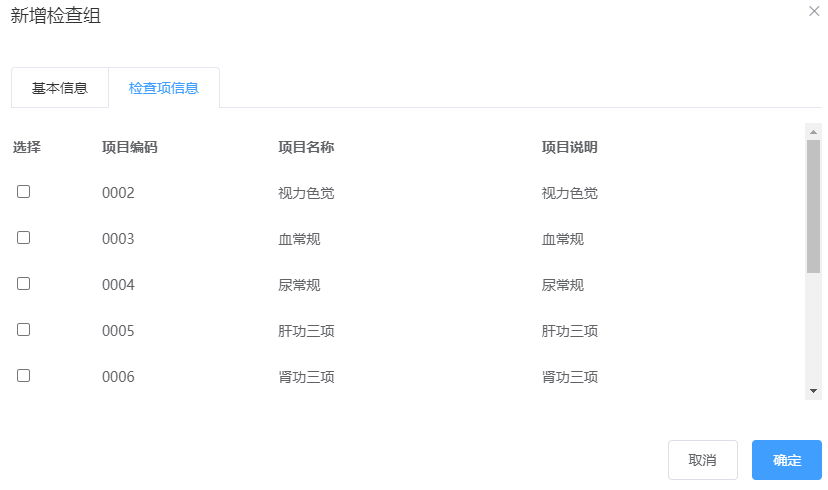 新增检查组
基本信息 检查项信息
选择 项目编码 项目名称 项目说明
0002 视力色觉 视力色觉
0003 血常规 血常规
0004 尿常规 尿常规
0005 肝功三项 肝功三项
0006 肾功三项 肾功三项
取消 确定